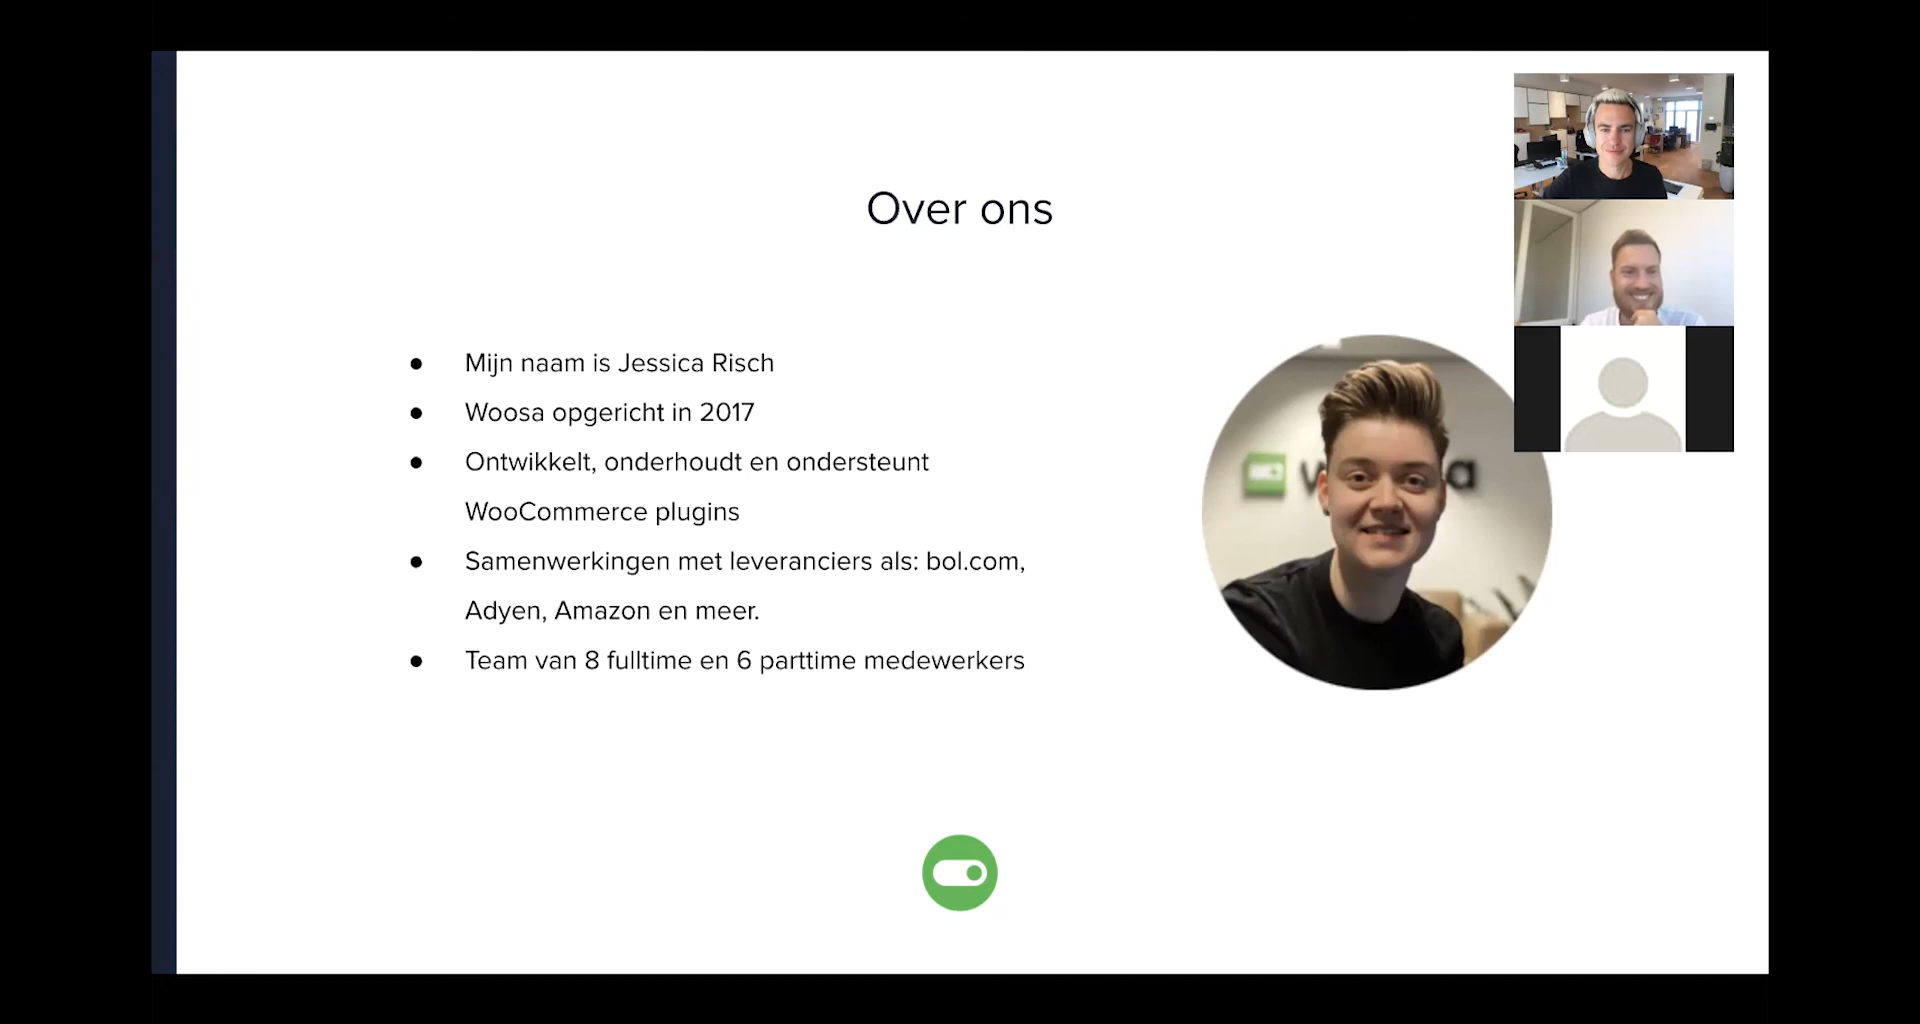 Over ons
● Mijn naam is Jessica Risch
● Woosa opgericht in 2017
● Ontwikkelt, onderhoudt en ondersteunt
WooCommerce plugins
● Samenwerkingen met leveranciers als: bol.com,
Adyen, Amazon en meer.
● Team van 8 fulltime en 6 parttime medewerkers